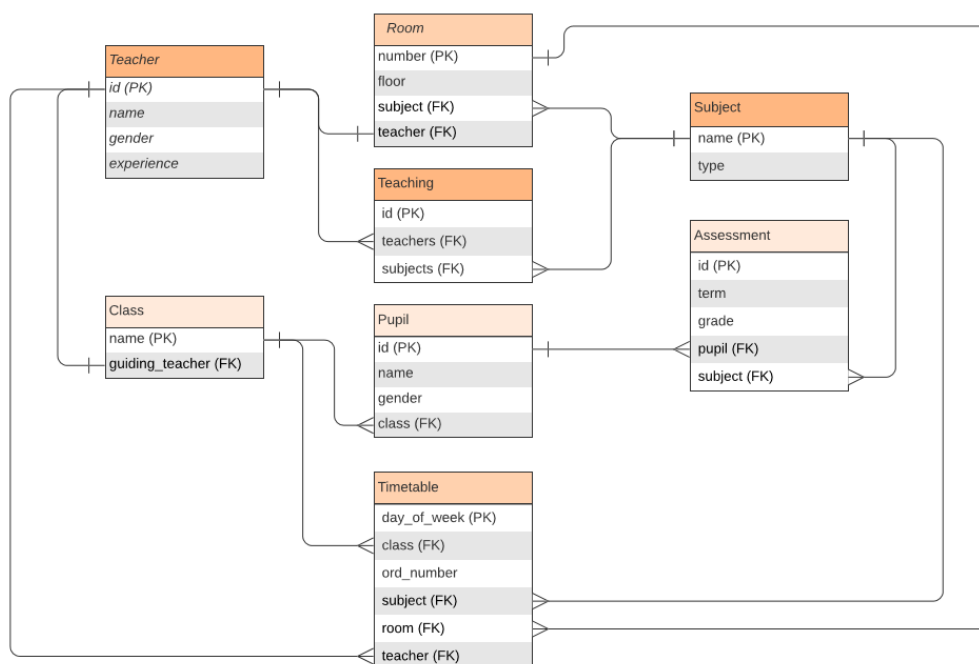 Teacher
id (PK)
name
gender
experience
Room
number (PK)
floor
subject (FK)
teacher (FK)
Subject
name (PK)
type
Teaching
id (PK)
teachers (FK)
subjects (FK)
Assessment
id (PK)
term
grade
pupil (FK)
subject (FK)
Class
name (PK)
guiding_teacher (FK)
Pupil
id (PK)
name
gender
class (FK)
Timetable
day_of_week (PK)
class (FK)
ord_number
subject (FK)
room (FK)
teacher (FK)